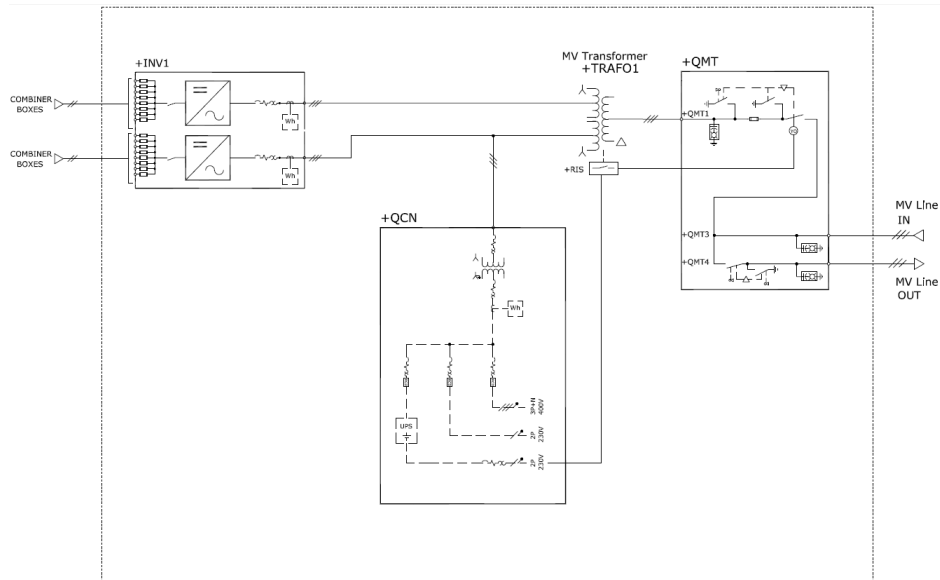 MV Transformer
+TRAFO1
+INV1
+QMT
COMBINER
BOXES
Wh
+QMT1
COMBINER
BOXES
Wh
+RIS
MV Line
IN
+QCN
+QMT3
+QMT4
MV Line
OUT
Wh
3P+N
400V
UPS
2P
230V
2P
230V